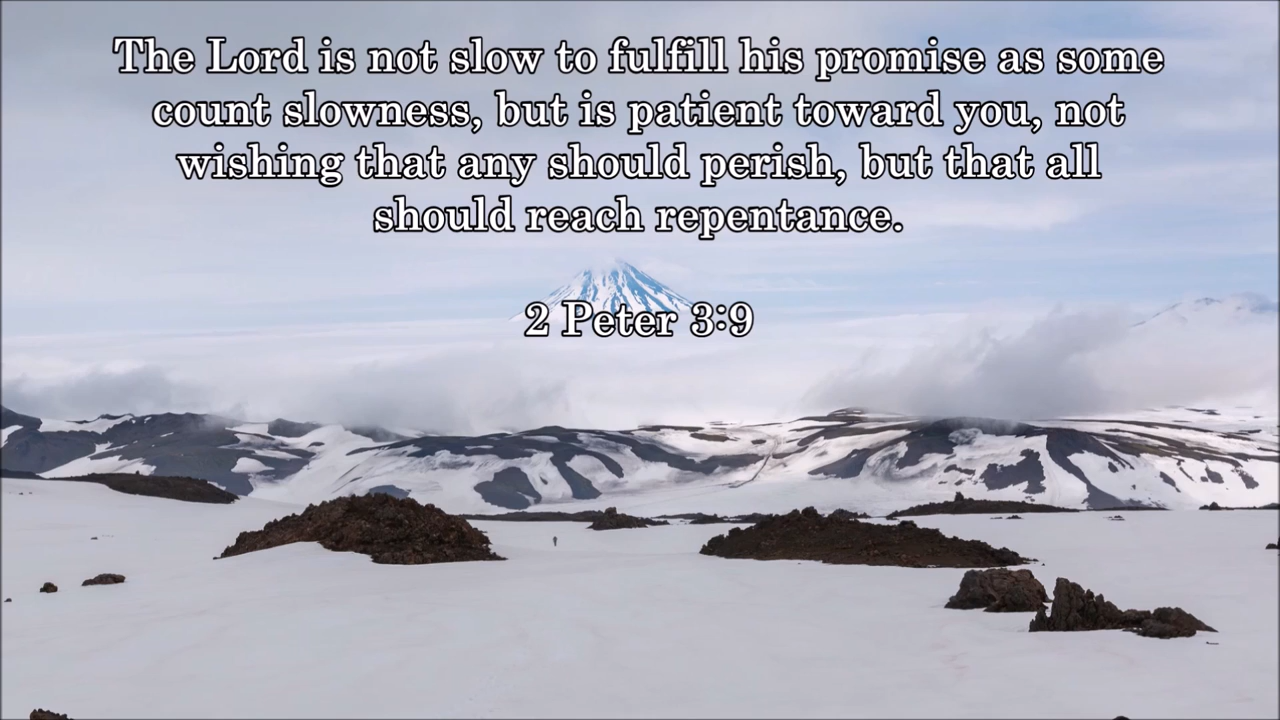 The Lord is not slow to fulfill his promise as some
count slowness, but is patient toward you, not
wishing that any should perish, but that all
should reach repentance.
2 Peter 3:9